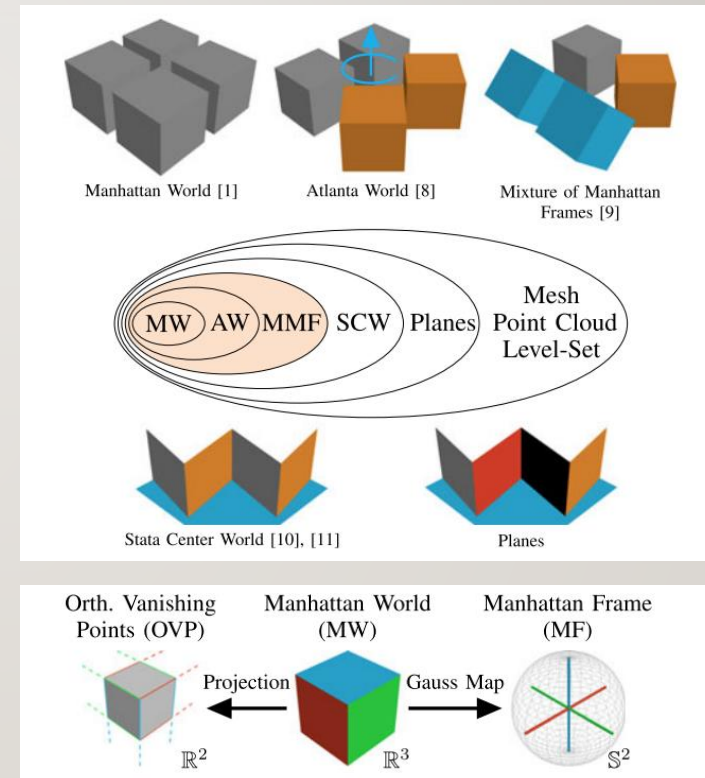 Manhattan World [1]
Atlanta World [8]
Mixture of Manhattan
Frames [9]
MW
AW
MMF
SCW
Planes
Mesh
Point Cloud
Level-Set
Stata Center World [10], [11]
Planes
Orth. Vanishing
Points (OVP)
Manhattan World
(MW)
Manhattan Frame
(MF)
Projection
Gauss Map
ℝ²
ℝ³
𝕊²